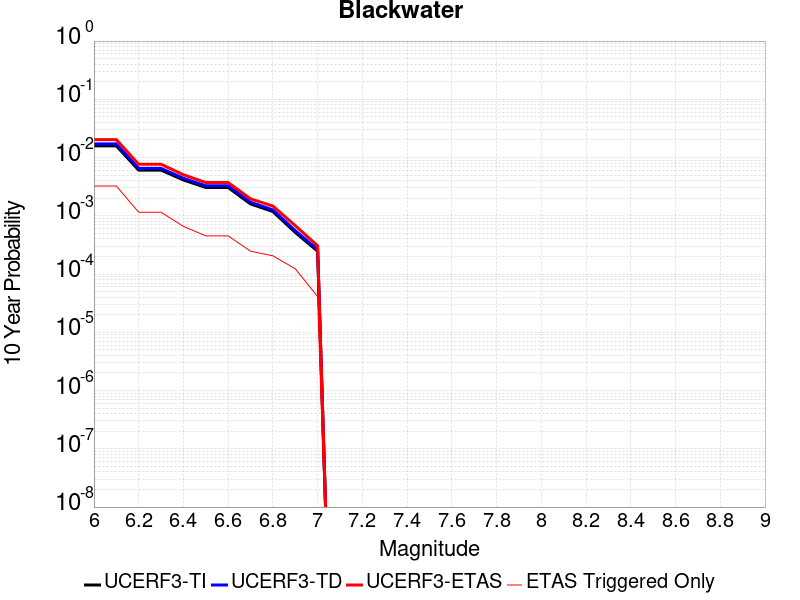 Blackwater
10 0
10 -1
10 -2
10 -3
10 -4
10 -5
10 -6
10 -7
10 -8
10 Year Probability
6 6.2 6.4 6.6 6.8 7 7.2 7.4 7.6 7.8 8 8.2 8.4 8.6 8.8 9
Magnitude
UCERF3-TI UCERF3-TD UCERF3-ETAS ETAS Triggered Only